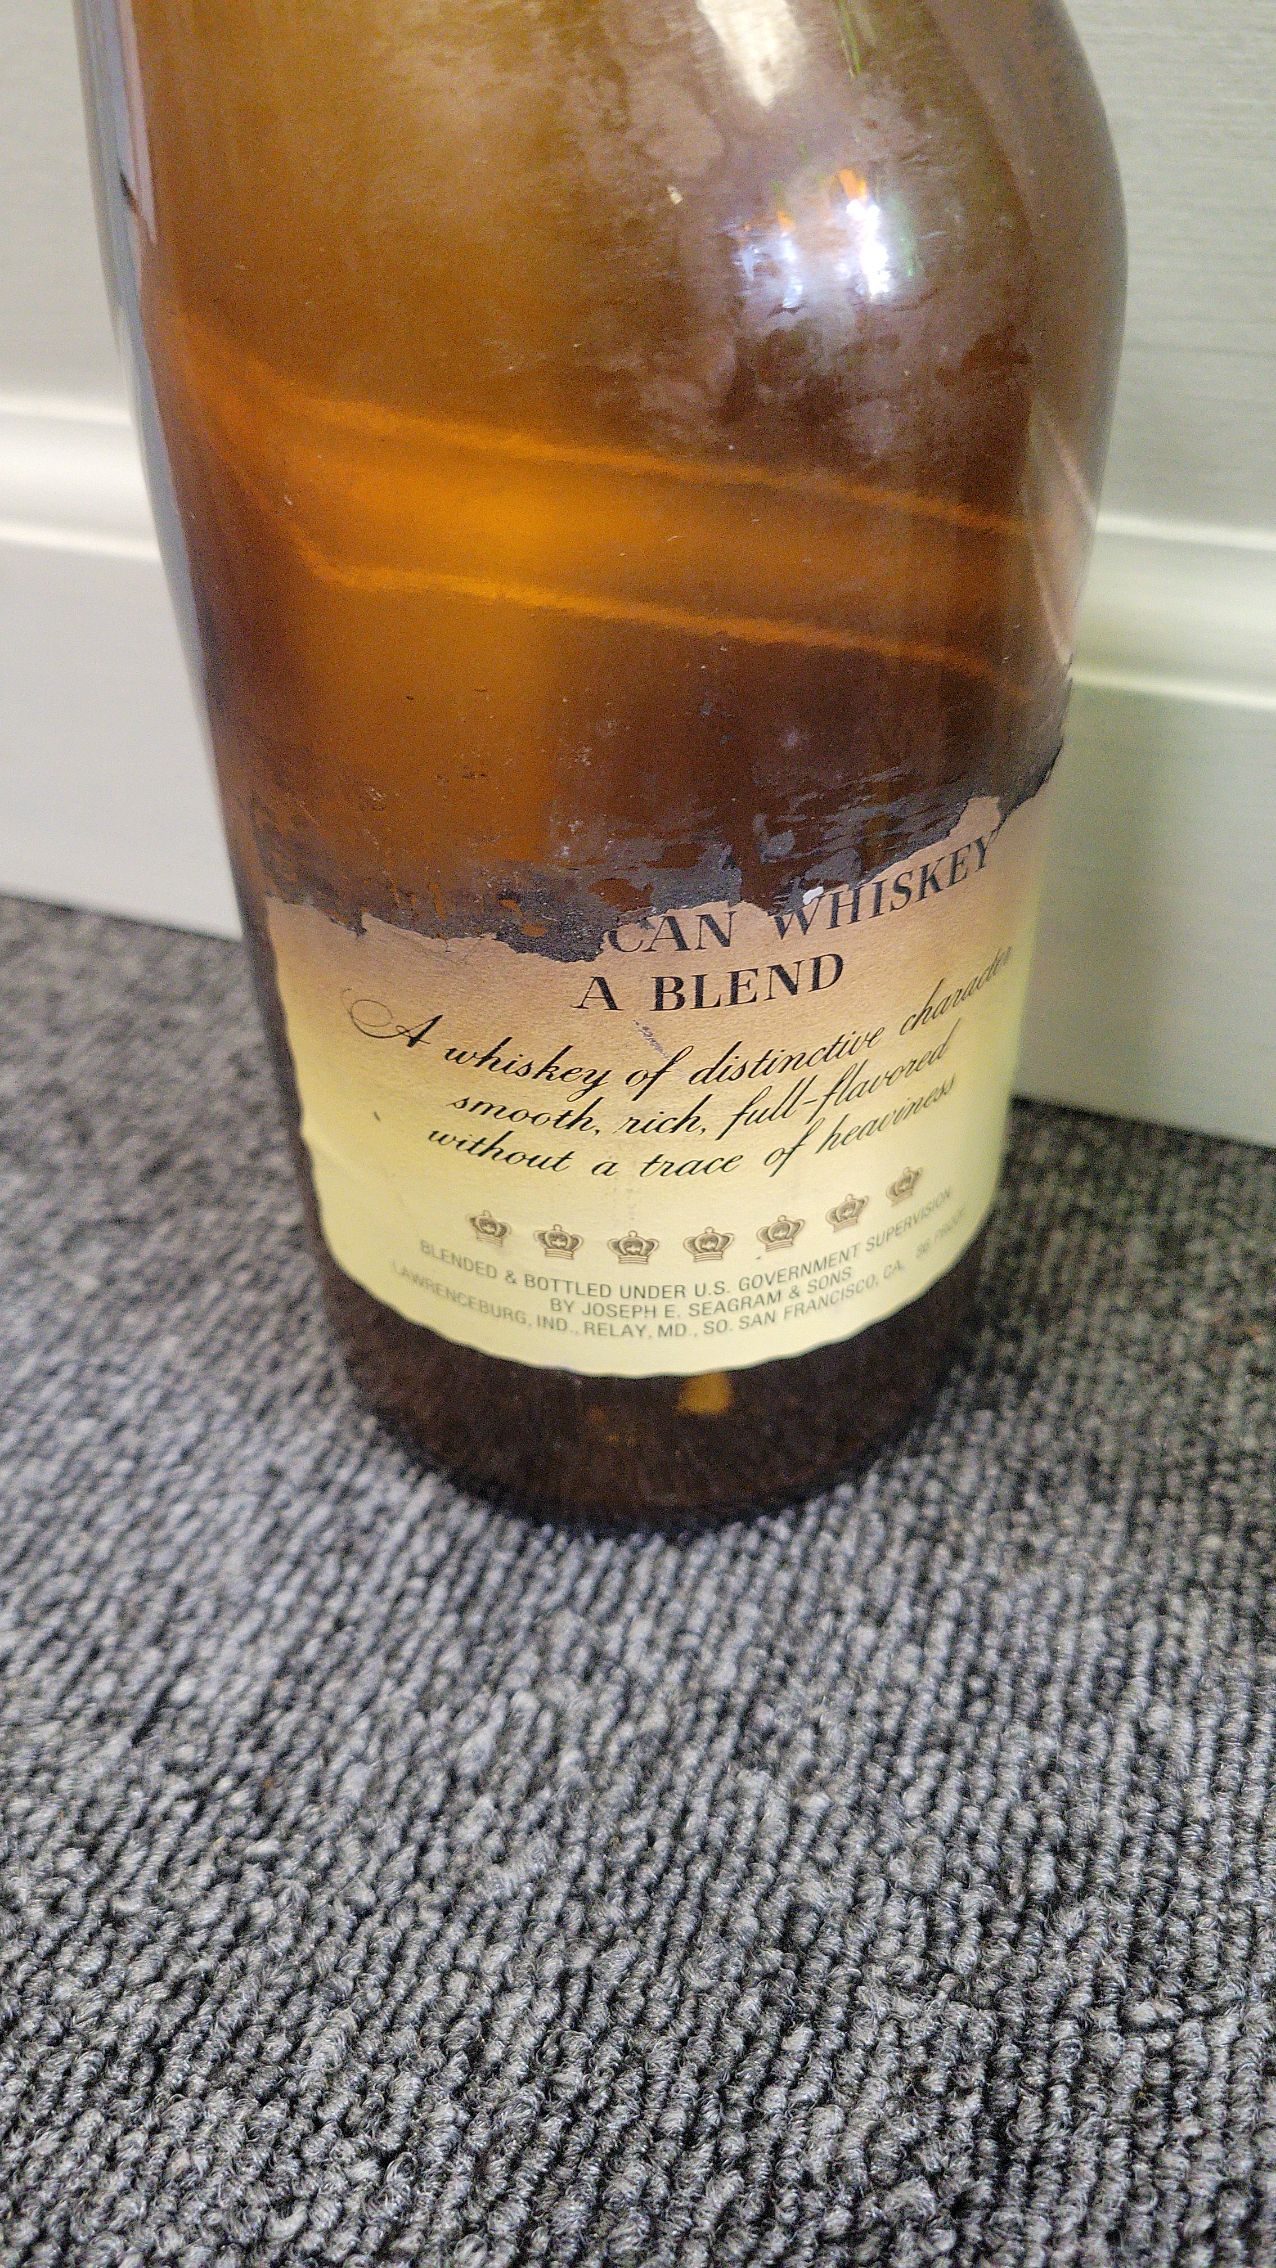 CAN WHISKEY
A BLEND
A whiskey of distinctive character
smooth, rich, full-flavored
without a trace of heaviness
BLENDED & BOTTLED UNDER U.S. GOVERNMENT SUPERVISION
BY JOSEPH E. SEAGRAM & SONS
LAWRENCEBURG, IND., RELAY, MD., SO. SAN FRANCISCO, CA. 86 PROOF